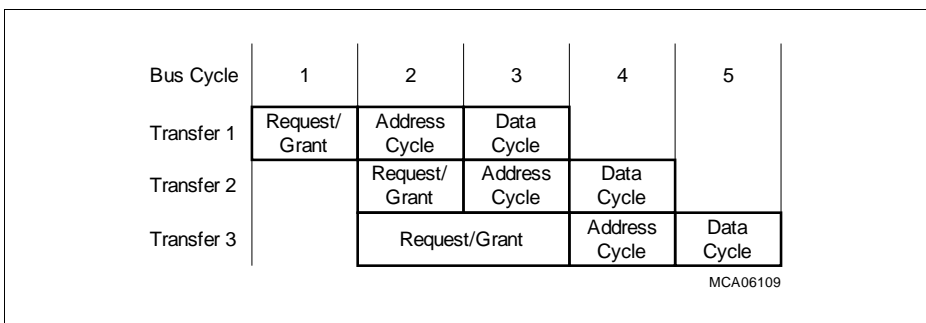 Bus Cycle 1 2 3 4 5
Transfer 1 Request/ Grant Address Cycle Data Cycle
Transfer 2 Request/ Grant Address Cycle Data Cycle
Transfer 3 Request/Grant Address Cycle Data Cycle
MCA06109